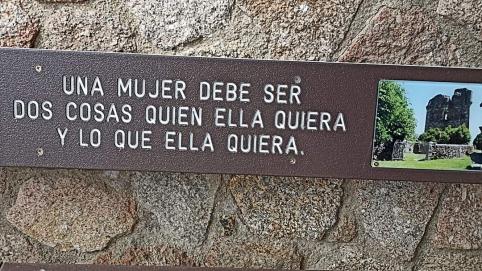 UNA MUJER DEBE SER
DOS COSAS QUIEN ELLA QUIERA
Y LO QUE ELLA QUIERA.